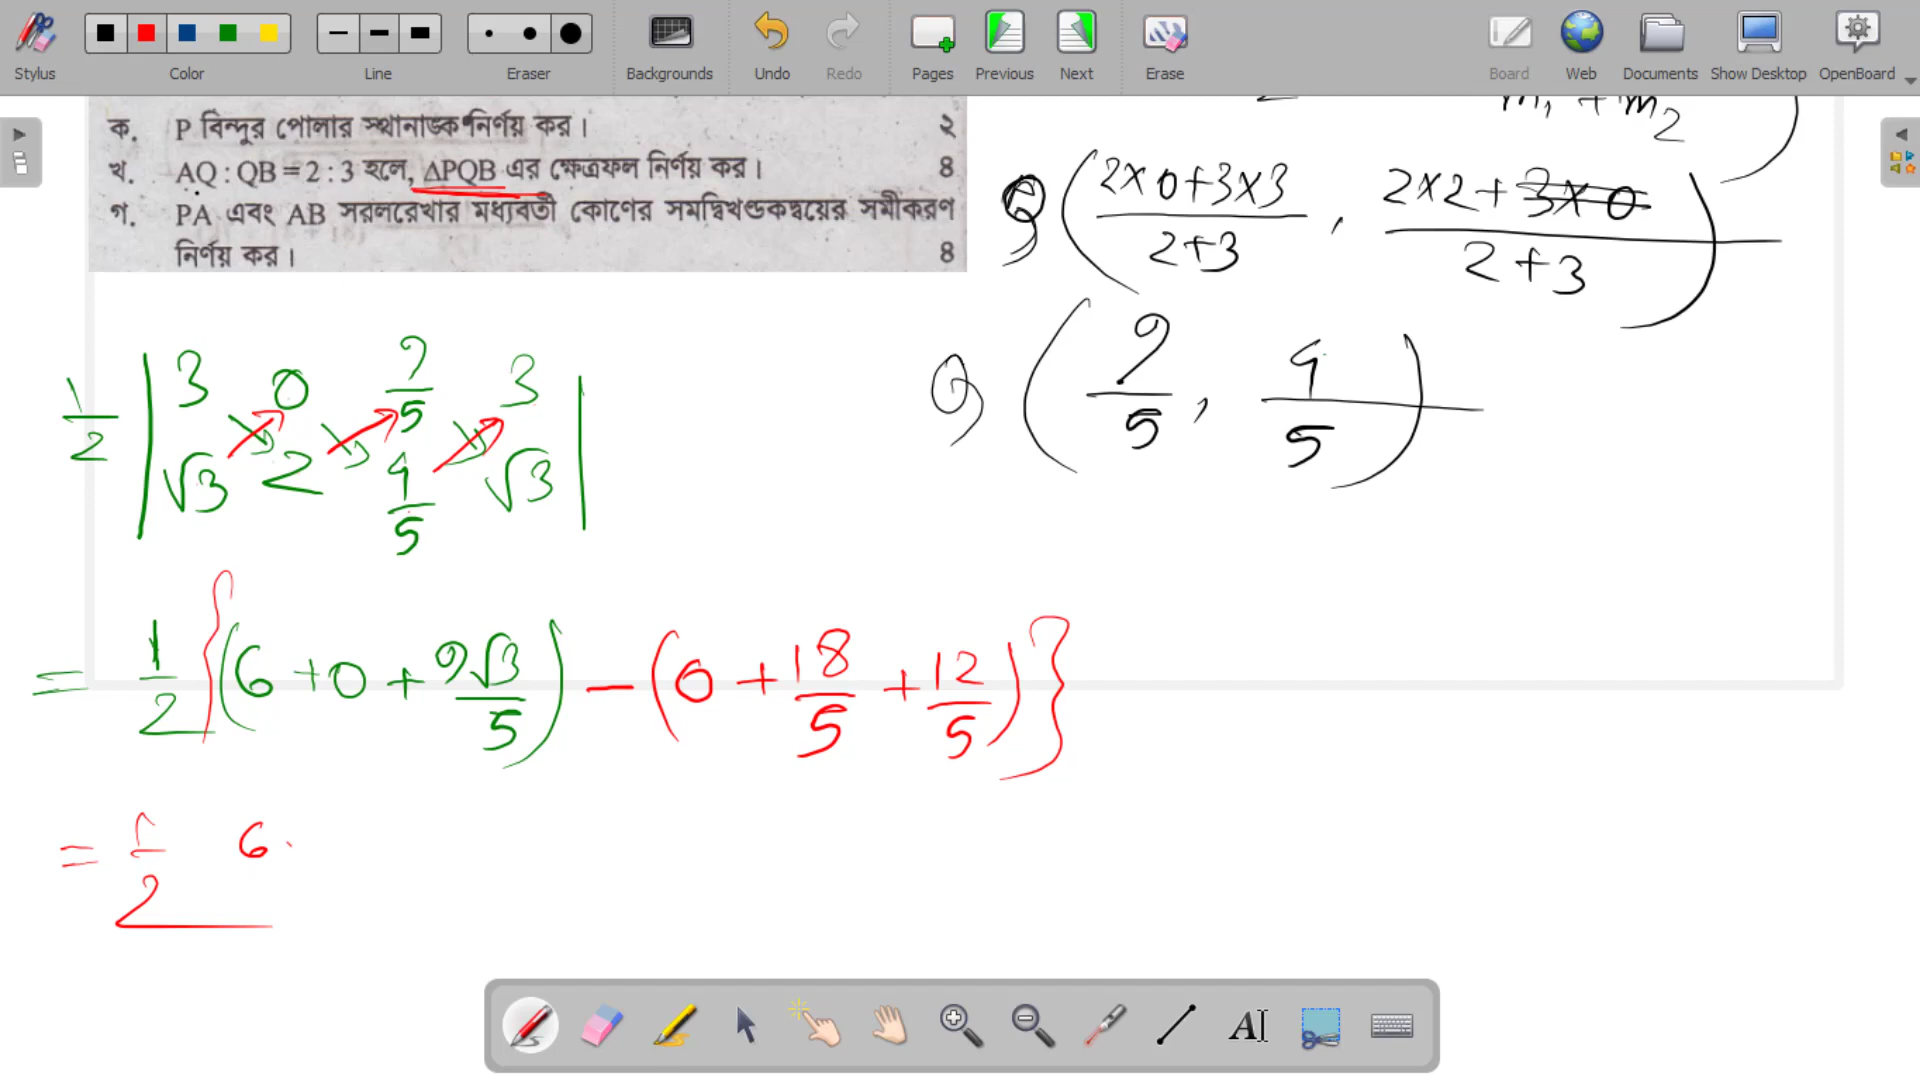 Stylus Color Line Eraser Backgrounds Undo Redo Pages Previous Next Erase Board Web Documents Show Desktop OpenBoard
ক. P বিন্দুর পোলার স্থানাঙ্ক নির্ণয় কর। ২
খ. AQ : QB = 2 : 3 হলে, ΔPQB এর ক্ষেত্রফল নির্ণয় কর। 8
গ. PA এবং AB সরলরেখার মধ্যবর্তী কোণের সমদ্বিখণ্ডকদ্বয়ের সমীকরণ
নির্ণয় কর। 8
m₁ + m₂ )
Q ( (2×0+3×3)/(2+3) , (2×2+3×0)/(2+3) )
Q ( 9/5 , 4/5 )
1/2 | 3 0 9/5 3 |
| √3 2 4/5 √3 |
= 1/2 { (6 + 0 + 9√3/5) − (0 + 18/5 + 12/5) }
= 1/2 6